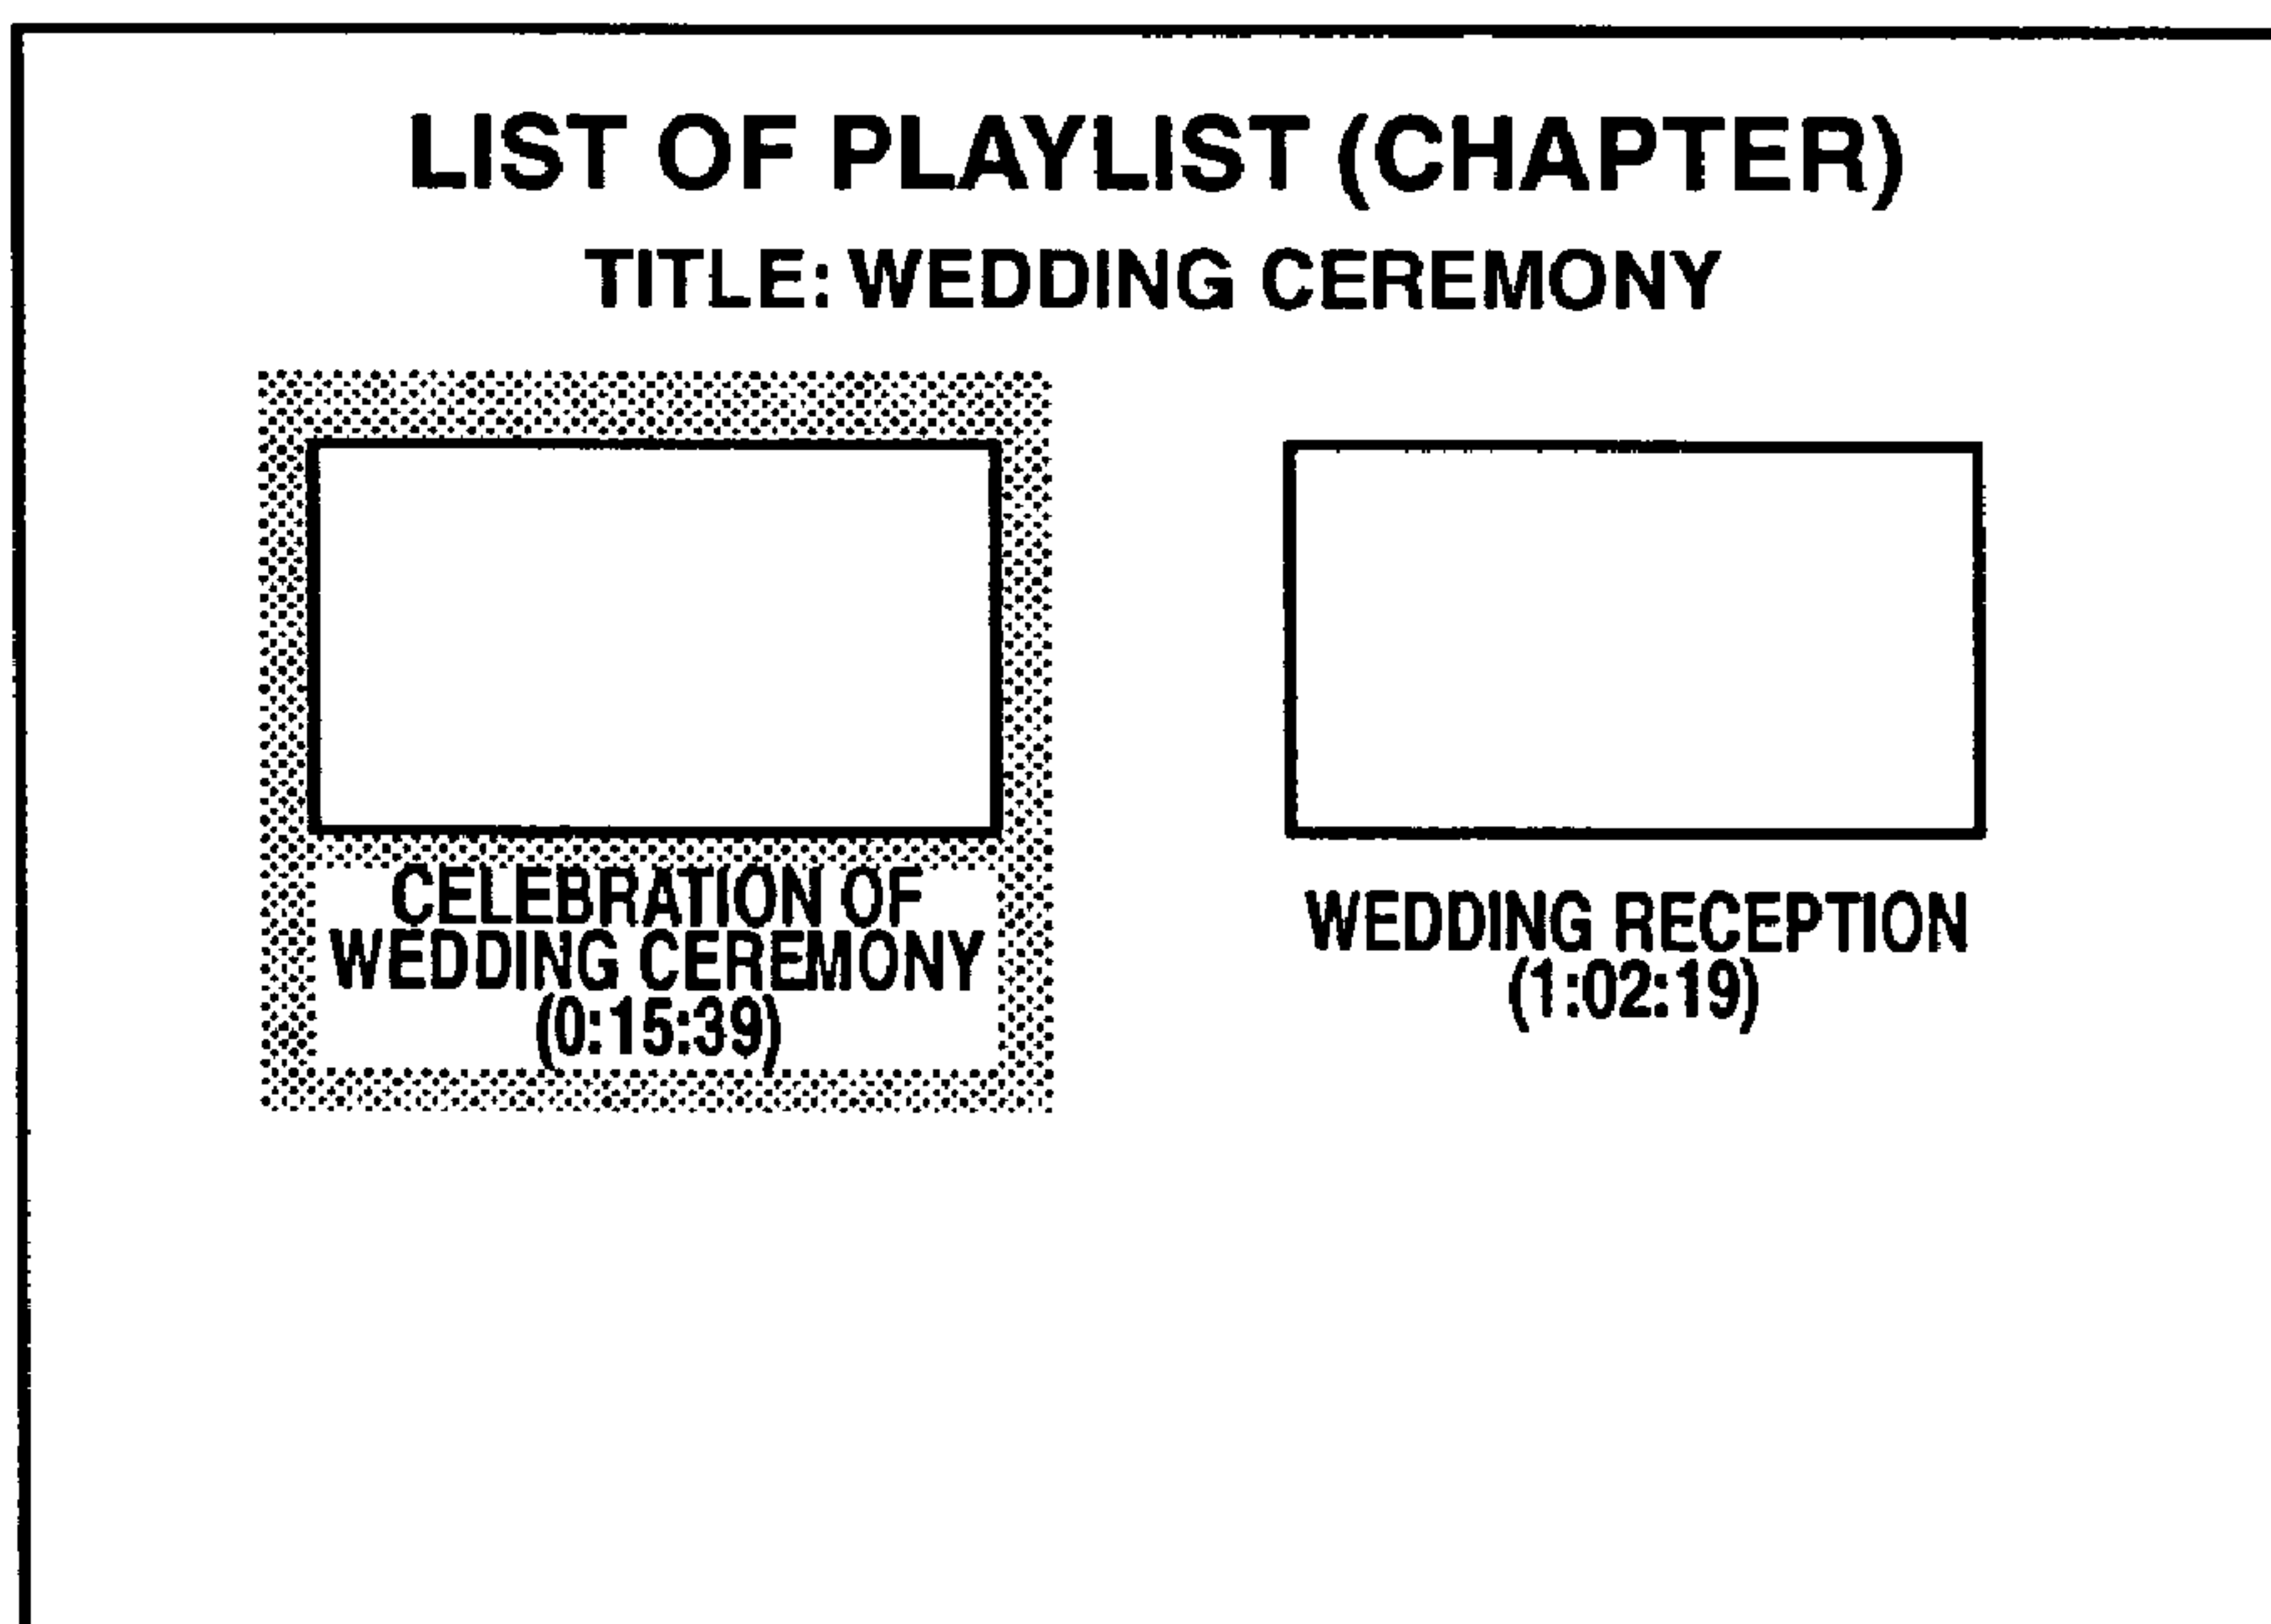 LIST OF PLAYLIST (CHAPTER)
TITLE: WEDDING CEREMONY
CELEBRATION OF
WEDDING CEREMONY
(0:15:39)
WEDDING RECEPTION
(1:02:19)